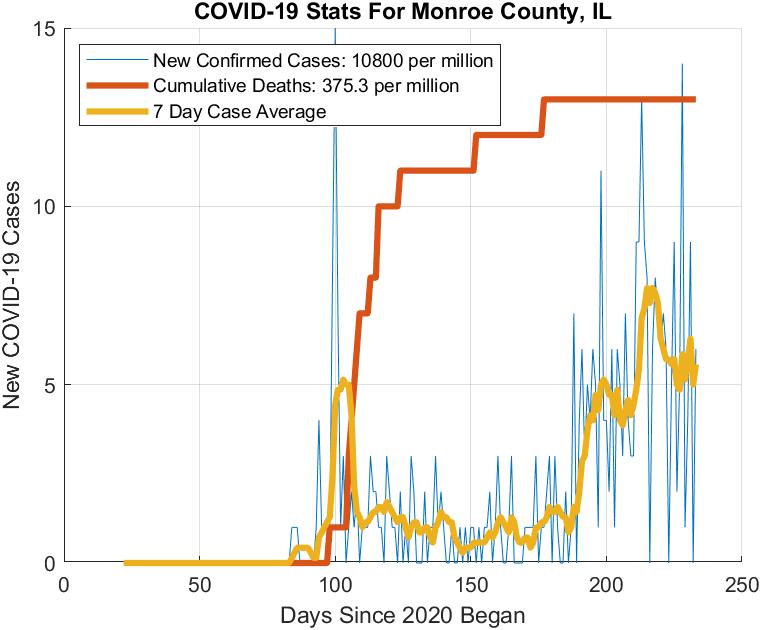 COVID-19 Stats For Monroe County, IL
New Confirmed Cases: 10800 per million
Cumulative Deaths: 375.3 per million
7 Day Case Average
New COVID-19 Cases
15
10
5
0
0 50 100 150 200 250
Days Since 2020 Began